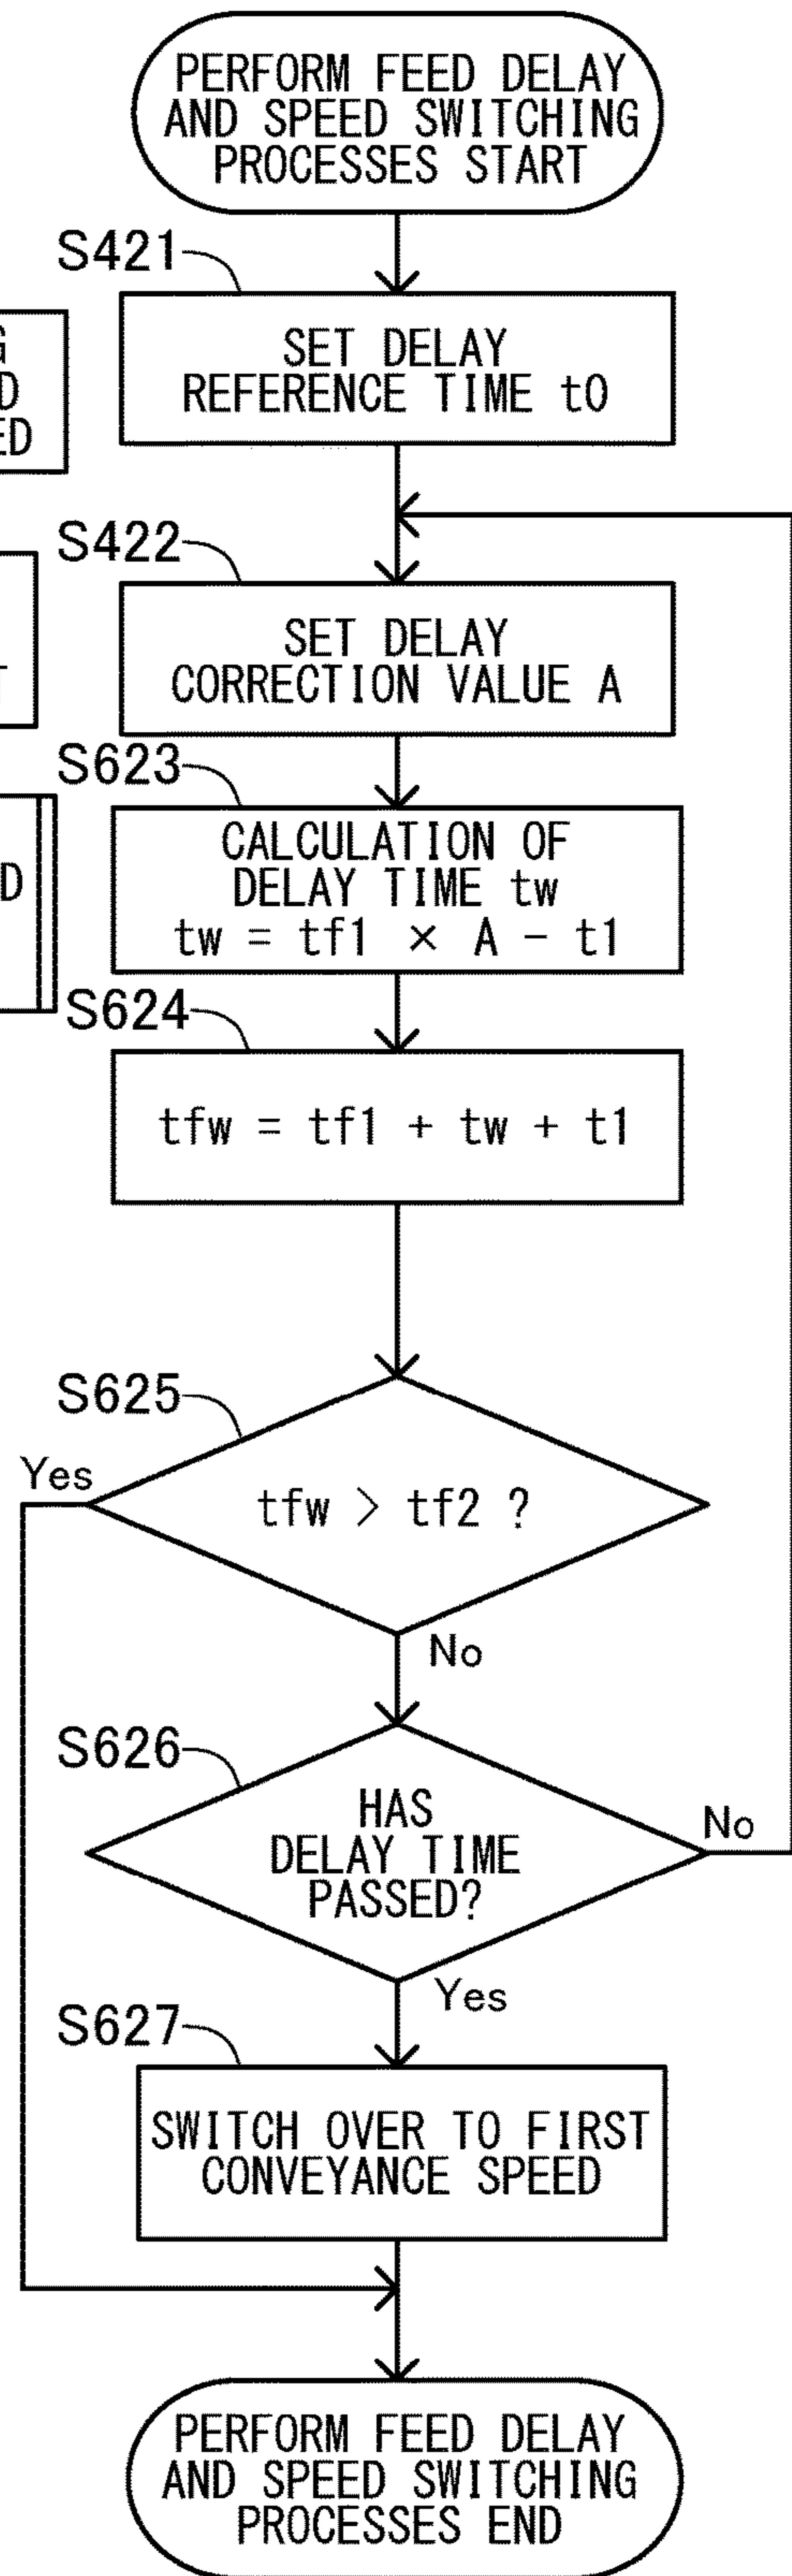 PERFORM FEED DELAY
AND SPEED SWITCHING
PROCESSES START
S421
SET DELAY
REFERENCE TIME t0
ED
S422
SET DELAY
CORRECTION VALUE A
T
S623
CALCULATION OF
DELAY TIME tw
tw = tf1 × A − t1
D
S624
tfw = tf1 + tw + t1
S625
Yes
tfw > tf2 ?
No
S626
HAS
DELAY TIME
PASSED?
No
Yes
S627
SWITCH OVER TO FIRST
CONVEYANCE SPEED
PERFORM FEED DELAY
AND SPEED SWITCHING
PROCESSES END